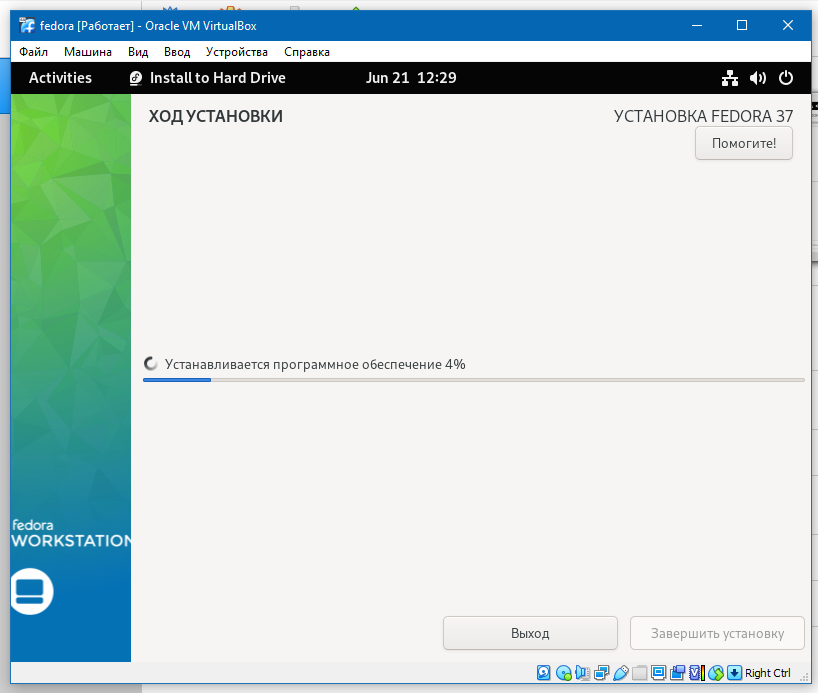 fedora [Работает] - Oracle VM VirtualBox
Файл Машина Вид Ввод Устройства Справка
Activities Install to Hard Drive Jun 21 12:29
ХОД УСТАНОВКИ
УСТАНОВКА FEDORA 37
Помогите!
Устанавливается программное обеспечение 4%
fedora
WORKSTATION
Выход
Завершить установку
Right Ctrl